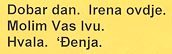 Dobar dan.  Irena ovdje.
Molim Vas Ivu.
Hvala.  ‘Đenja.